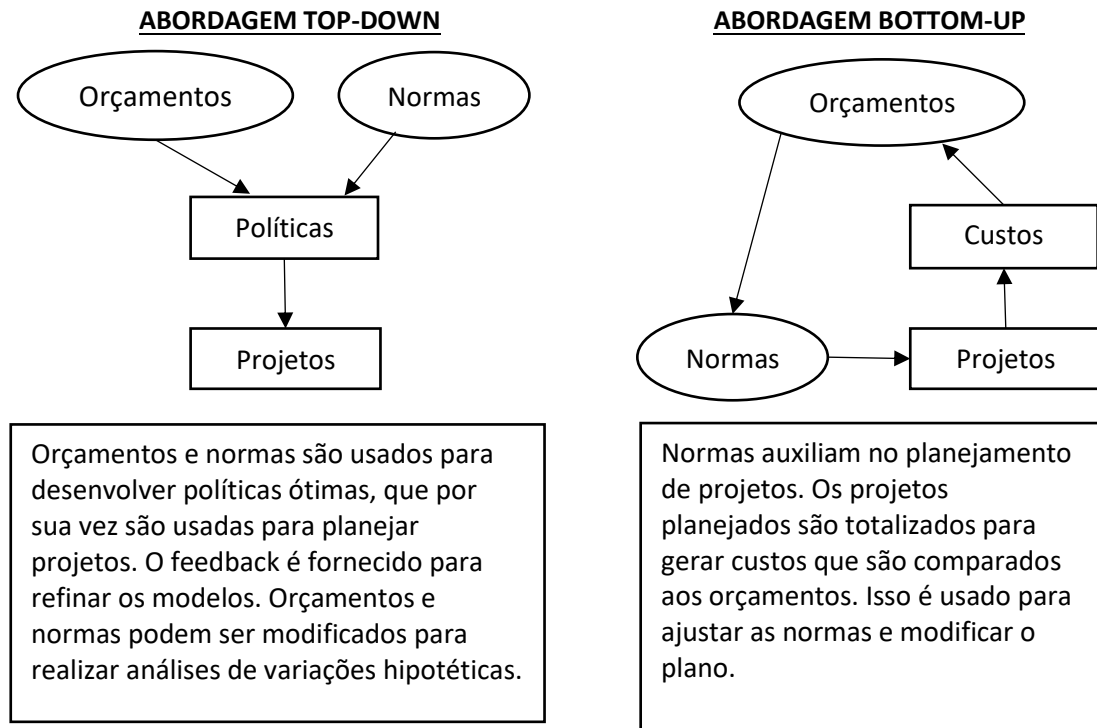 ABORDAGEM TOP-DOWN
Orçamentos
Normas
Políticas
Projetos
Orçamentos e normas são usados para
desenvolver políticas ótimas, que por
sua vez são usadas para planejar
projetos. O feedback é fornecido para
refinar os modelos. Orçamentos e
normas podem ser modificados para
realizar análises de variações hipotéticas.
ABORDAGEM BOTTOM-UP
Orçamentos
Custos
Normas
Projetos
Normas auxiliam no planejamento
de projetos. Os projetos
planejados são totalizados para
gerar custos que são comparados
aos orçamentos. Isso é usado para
ajustar as normas e modificar o
plano.